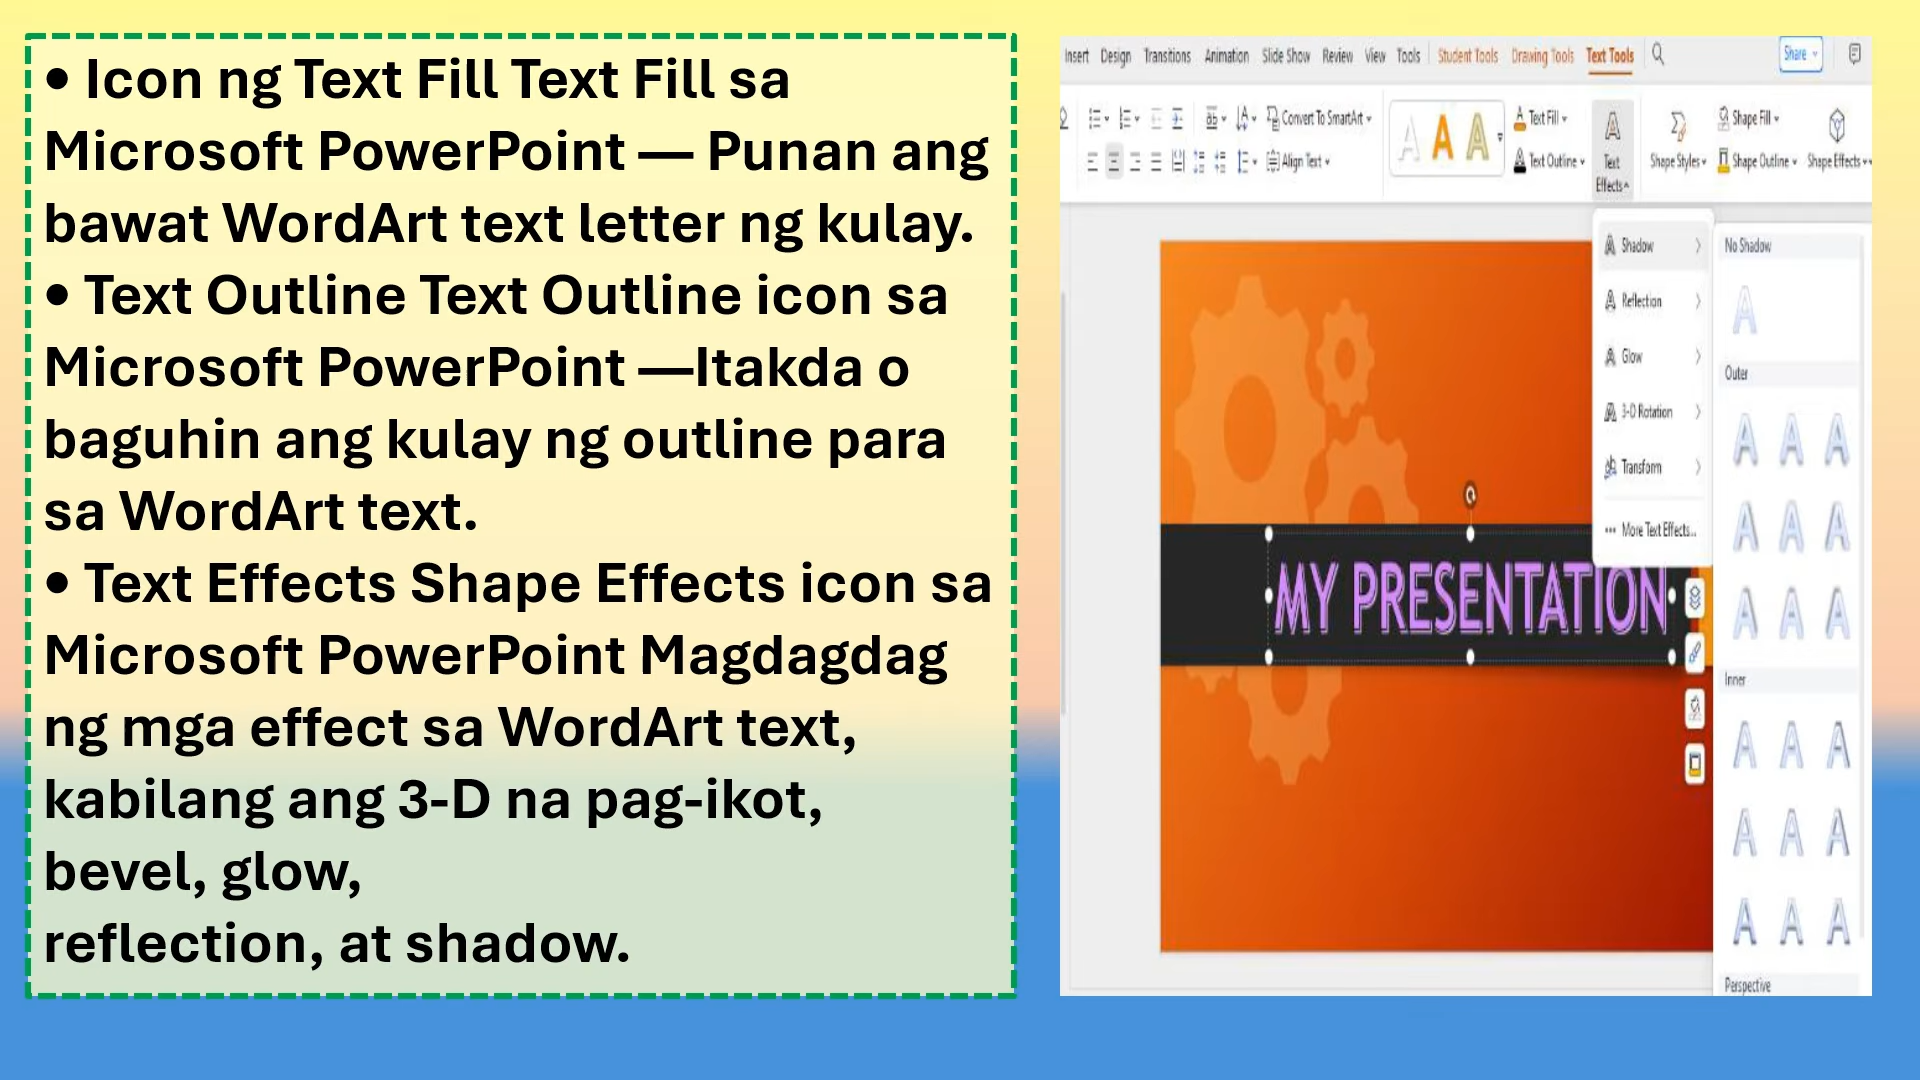 • Icon ng Text Fill Text Fill sa
Microsoft PowerPoint — Punan ang
bawat WordArt text letter ng kulay.
• Text Outline Text Outline icon sa
Microsoft PowerPoint —Itakda o
baguhin ang kulay ng outline para
sa WordArt text.
• Text Effects Shape Effects icon sa
Microsoft PowerPoint Magdagdag
ng mga effect sa WordArt text,
kabilang ang 3-D na pag-ikot,
bevel, glow,
reflection, at shadow.
Insert Design Transitions Animation Slide Show Review View Tools Student Tools Drawing Tools Text Tools Share
Convert To SmartArt Text Fill Shape Fill
Align Text Text Outline Text Effects Shape Styles Shape Outline Shape Effects
Shadow
Reflection
Glow
3-D Rotation
Transform
More Text Effects...
No Shadow
Outer
Inner
Perspective
MY PRESENTATION